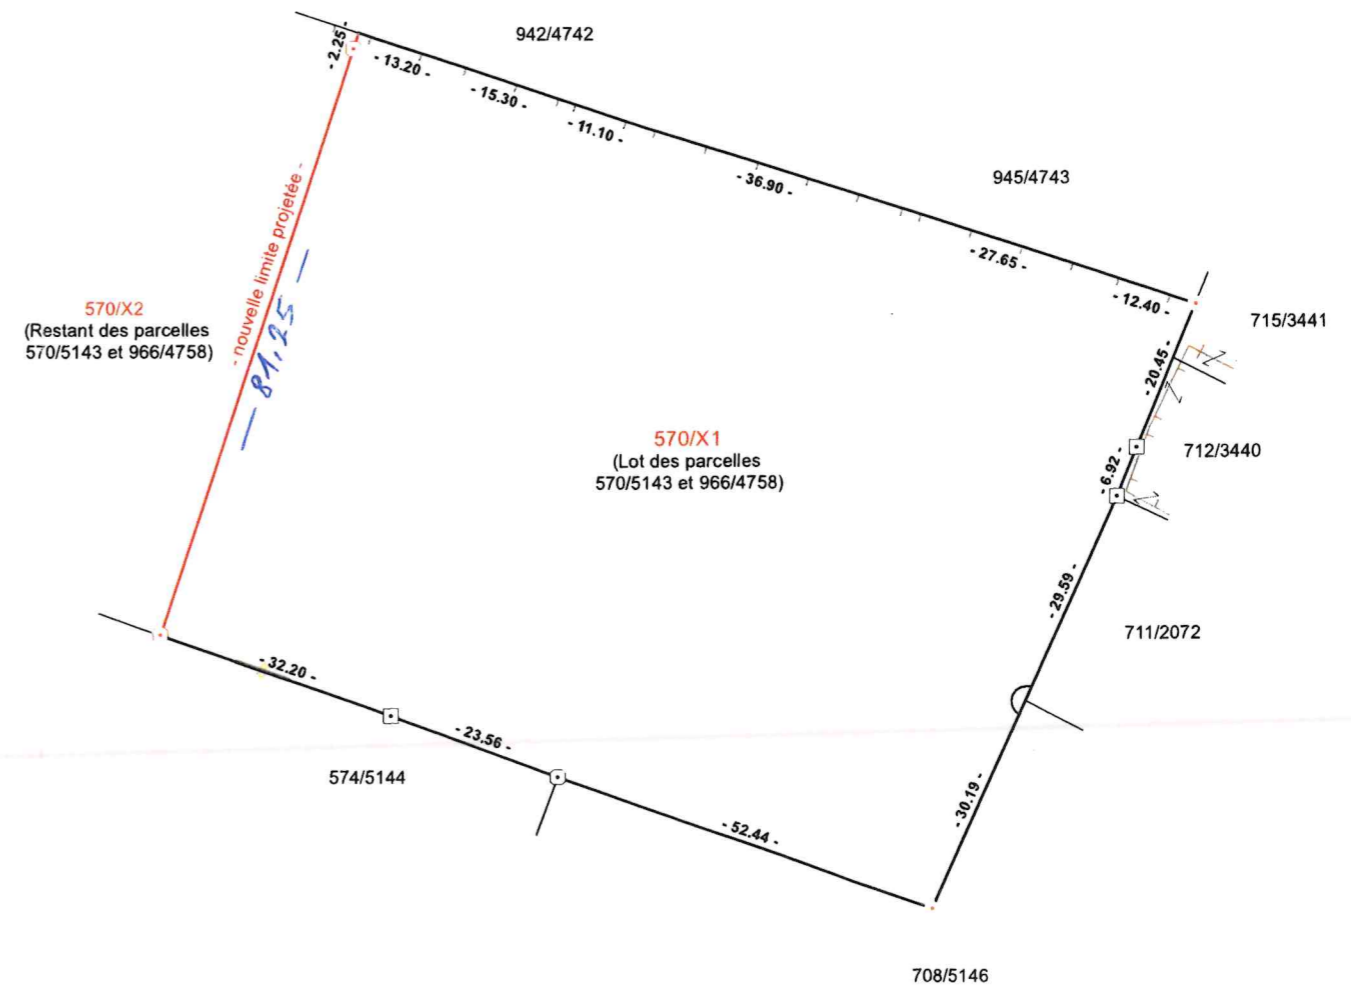 942/4742
- 2.25 -
- 13.20 -
- 15.30 -
- 11.10 -
- 36.90 -
945/4743
- 27.65 -
- 12.40 -
715/3441
- nouvelle limite projetée -
— 81,25 —
570/X2
(Restant des parcelles
570/5143 et 966/4758)
- 20.45 -
570/X1
(Lot des parcelles
570/5143 et 966/4758)
712/3440
- 6.92 -
- 29.59 -
711/2072
- 32.20 -
- 23.56 -
574/5144
- 52.44 -
- 30.19 -
708/5146